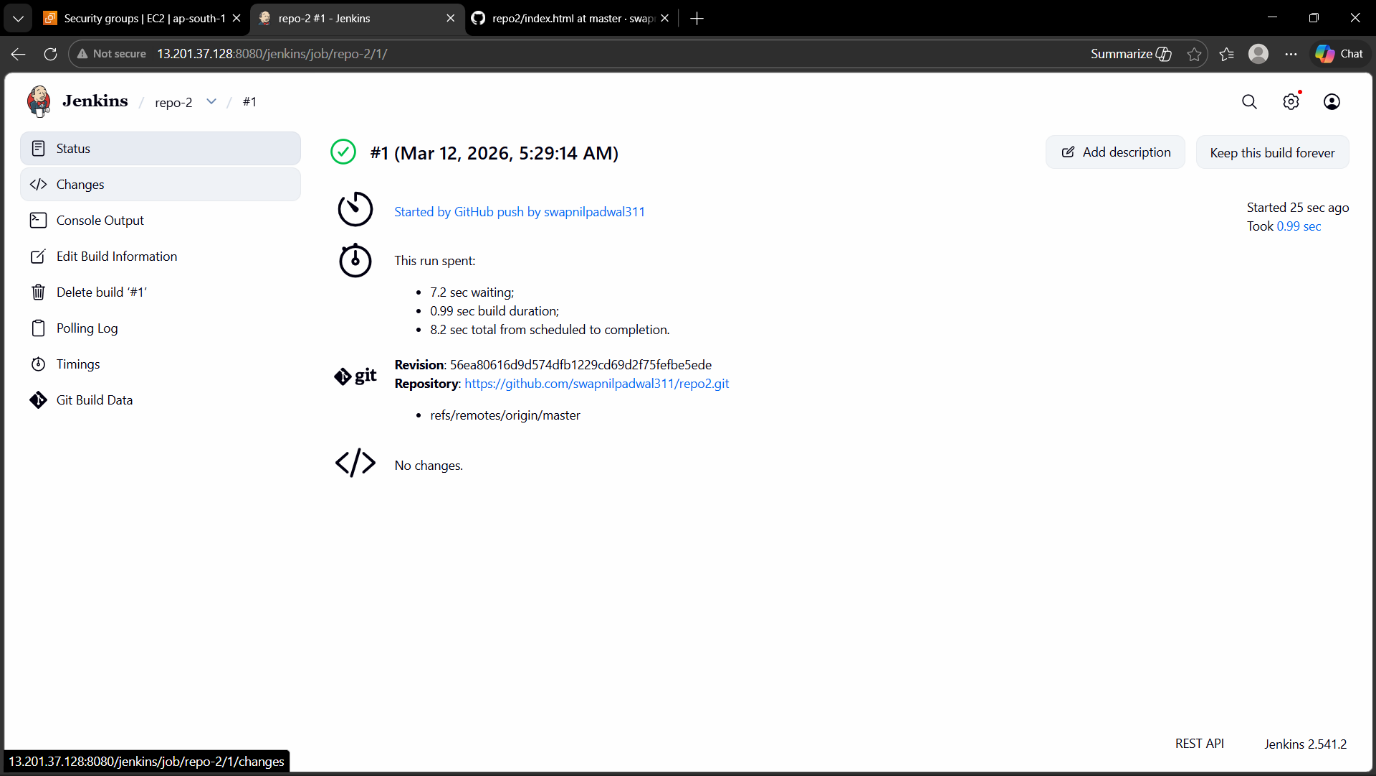 Security groups | EC2 | ap-south-1
repo-2 #1 - Jenkins
repo2/index.html at master · swap
Not secure
13.201.37.128:8080/jenkins/job/repo-2/1/
Summarize
Chat
Jenkins / repo-2 / #1
Status
Changes
Console Output
Edit Build Information
Delete build ‘#1’
Polling Log
Timings
Git Build Data
#1 (Mar 12, 2026, 5:29:14 AM)
Add description
Keep this build forever
Started by GitHub push by swapnilpadwal311
Started 25 sec ago
Took 0.99 sec
This run spent:
• 7.2 sec waiting;
• 0.99 sec build duration;
• 8.2 sec total from scheduled to completion.
git
Revision: 56ea80616d9d574dfb1229cd69d2f75fefbe5ede
Repository: https://github.com/swapnilpadwal311/repo2.git
• refs/remotes/origin/master
No changes.
REST API
Jenkins 2.541.2
13.201.37.128:8080/jenkins/job/repo-2/1/changes